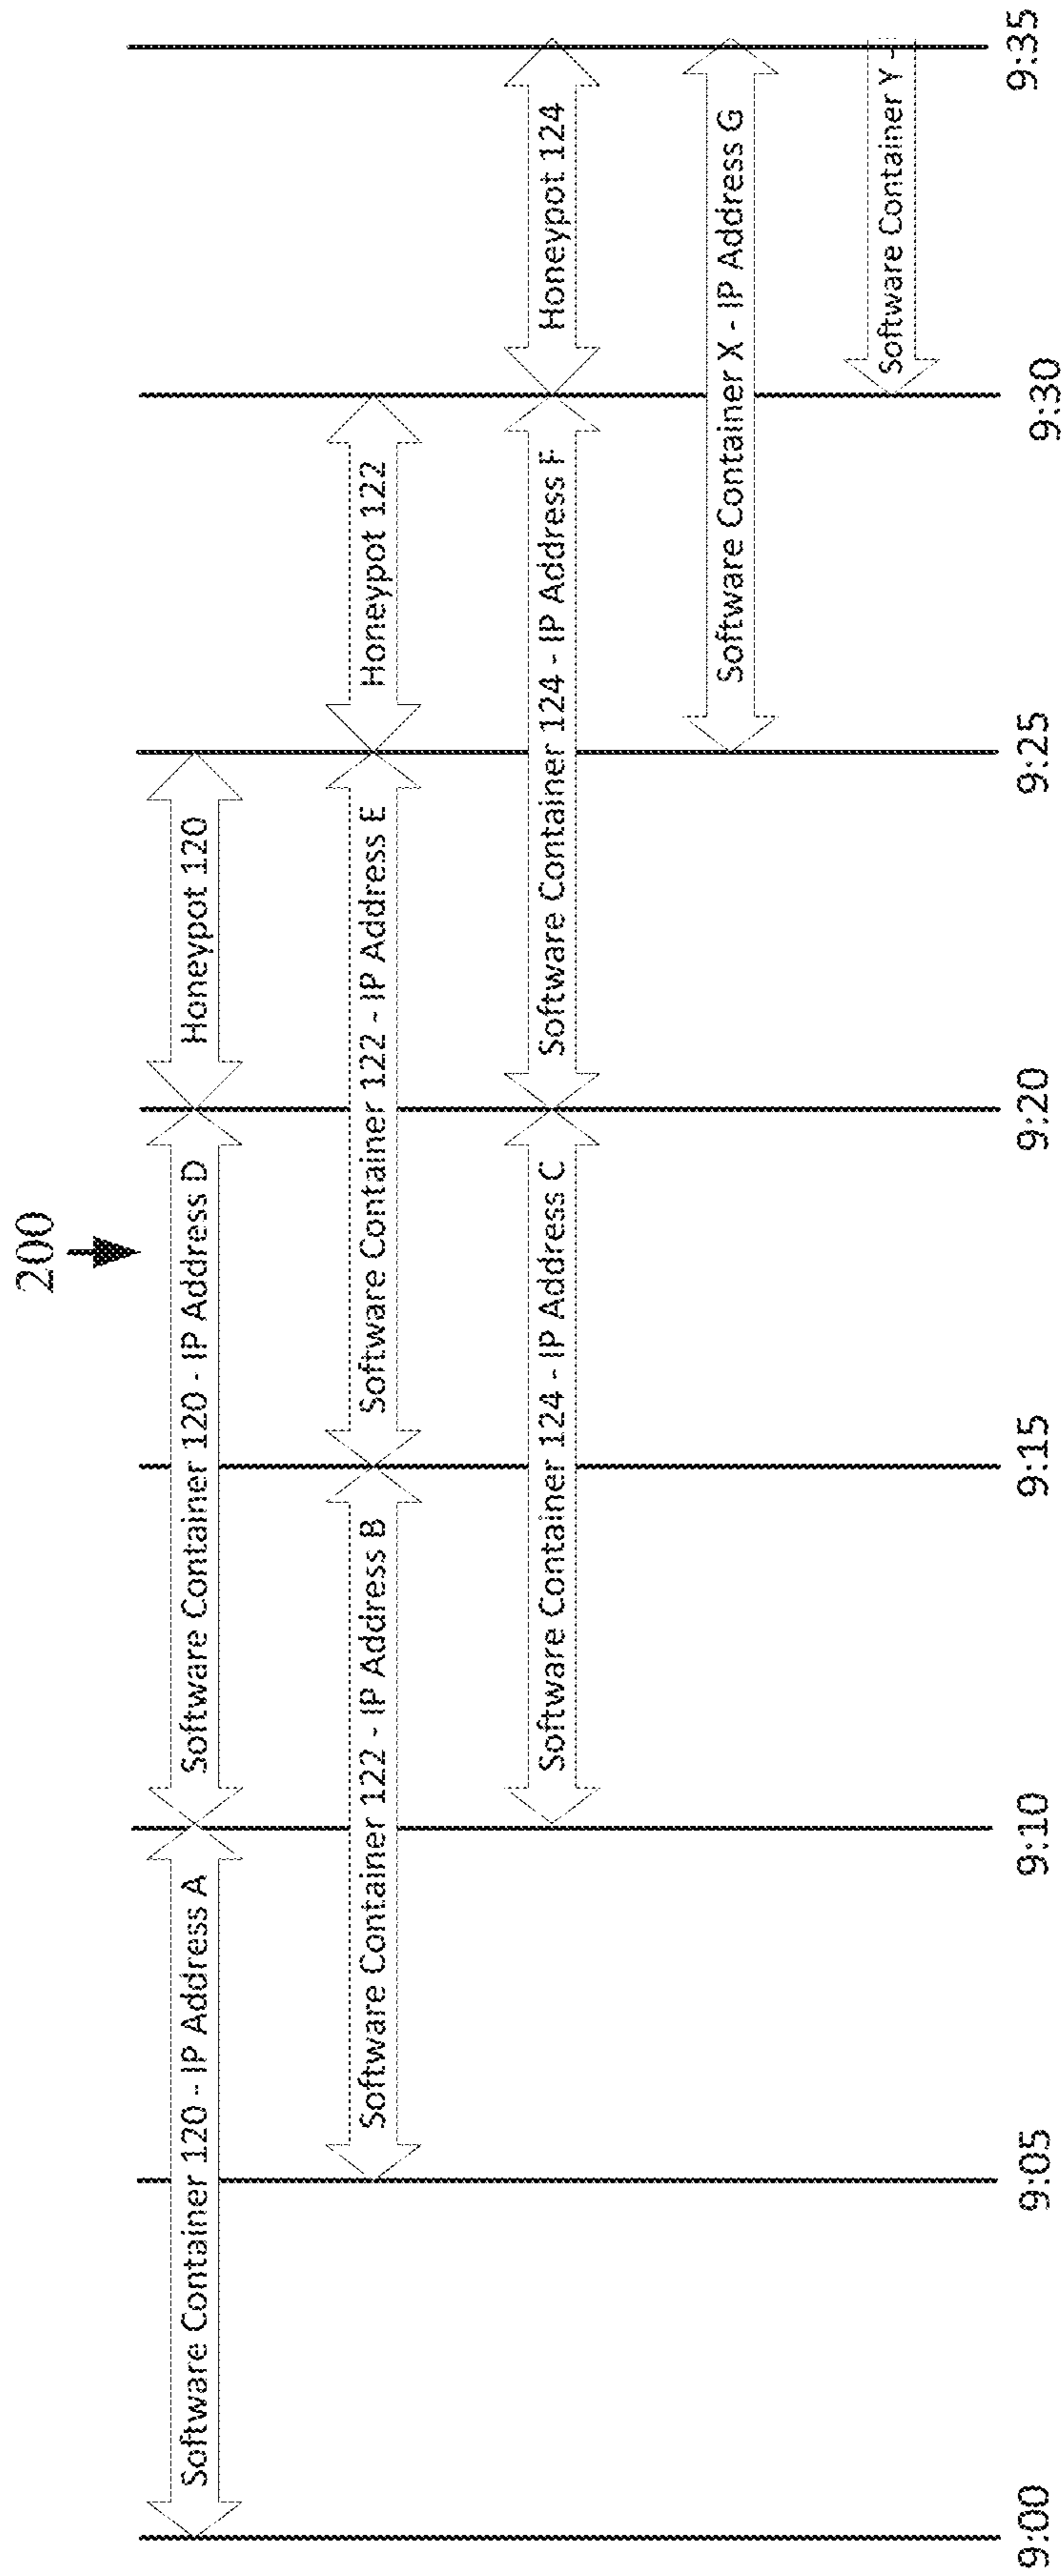 200
Software Container 120 - IP Address A
Software Container 120 - IP Address D
Honeypot 120
Software Container 122 - IP Address B
Software Container 122 - IP Address E
Honeypot 122
Software Container 124 - IP Address C
Software Container 124 - IP Address F
Honeypot 124
Software Container X - IP Address G
Software Container Y -
9:00
9:05
9:10
9:15
9:20
9:25
9:30
9:35